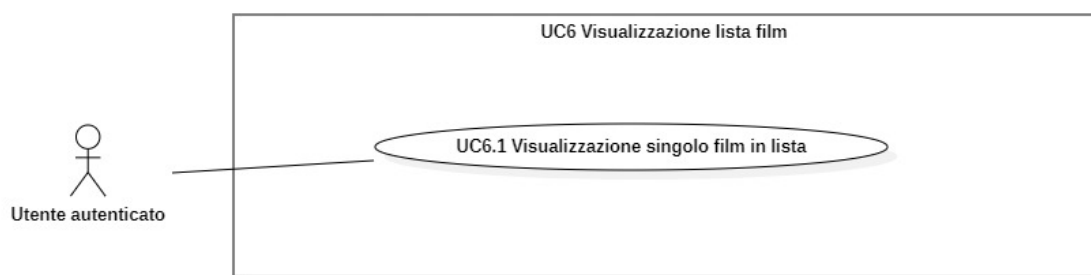 UC6 Visualizzazione lista film
UC6.1 Visualizzazione singolo film in lista
Utente autenticato